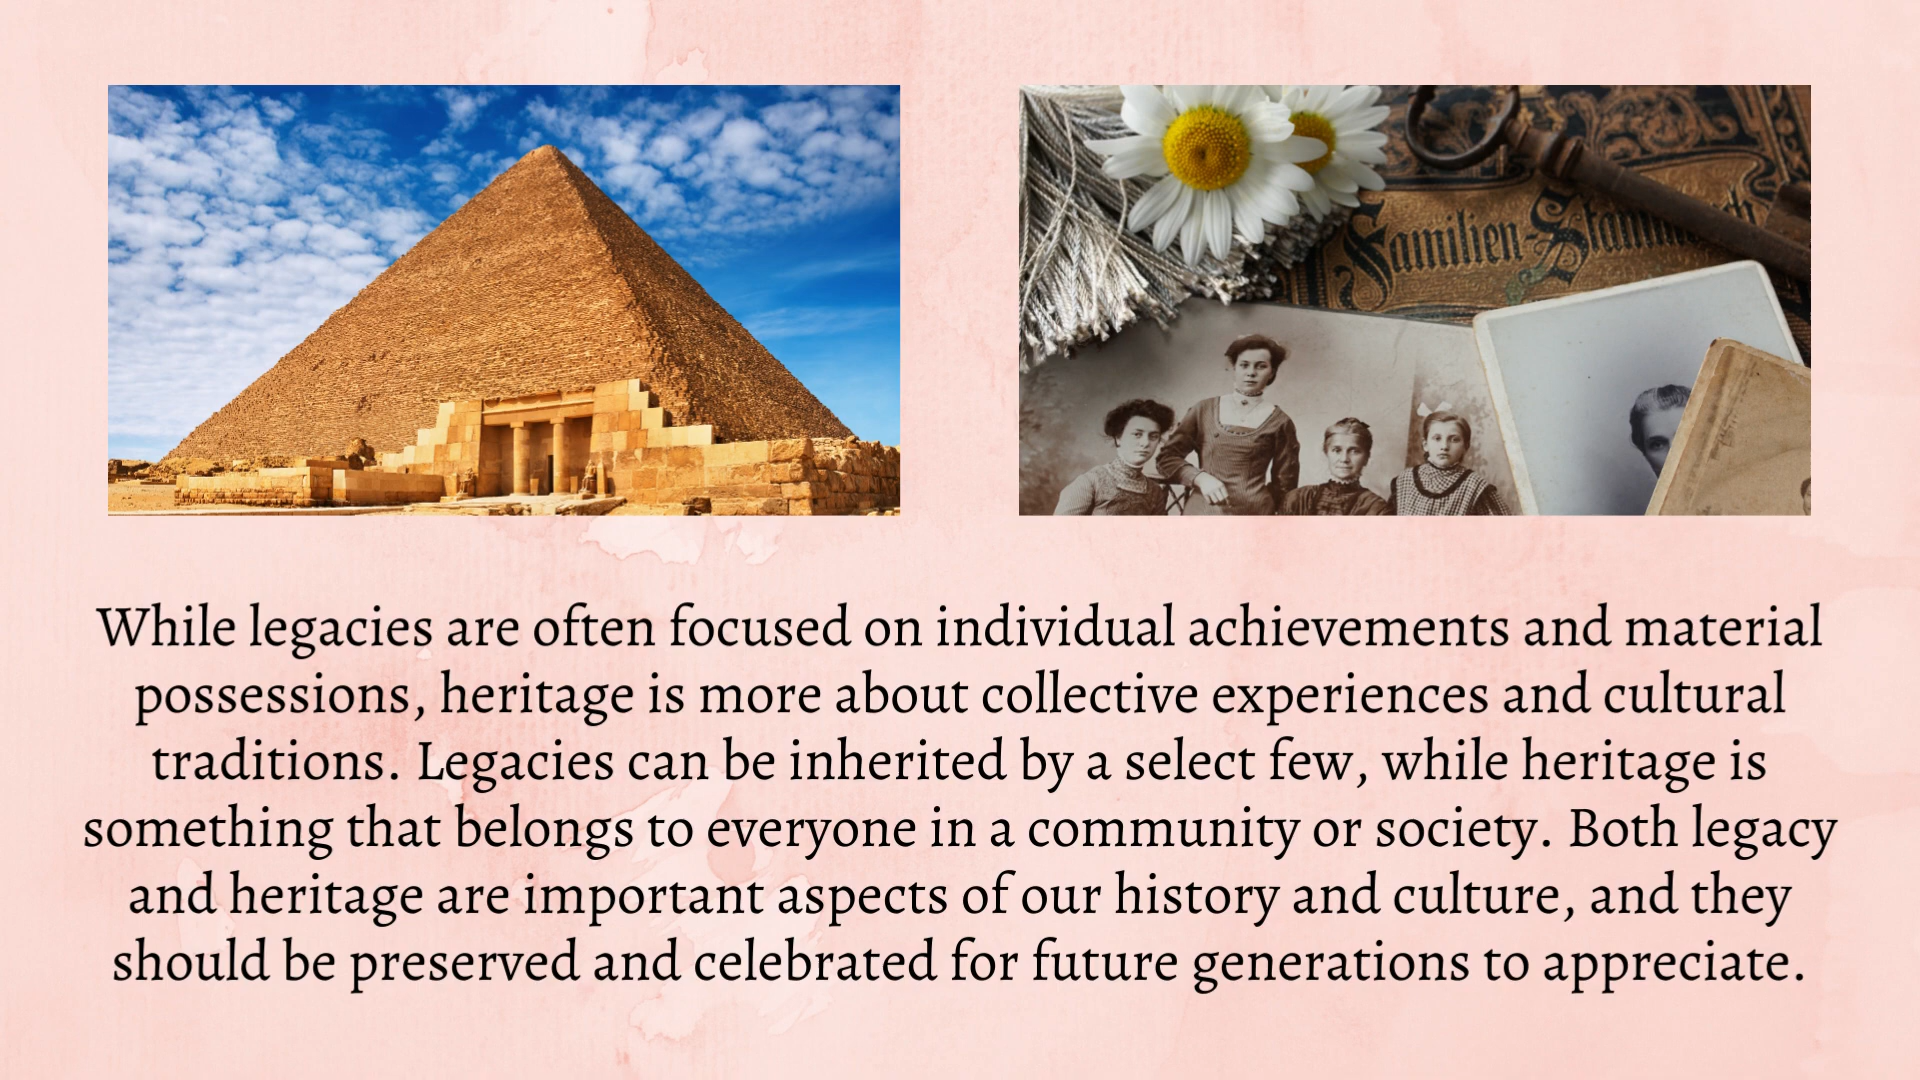 Familien
While legacies are often focused on individual achievements and material
possessions, heritage is more about collective experiences and cultural
traditions. Legacies can be inherited by a select few, while heritage is
something that belongs to everyone in a community or society. Both legacy
and heritage are important aspects of our history and culture, and they
should be preserved and celebrated for future generations to appreciate.